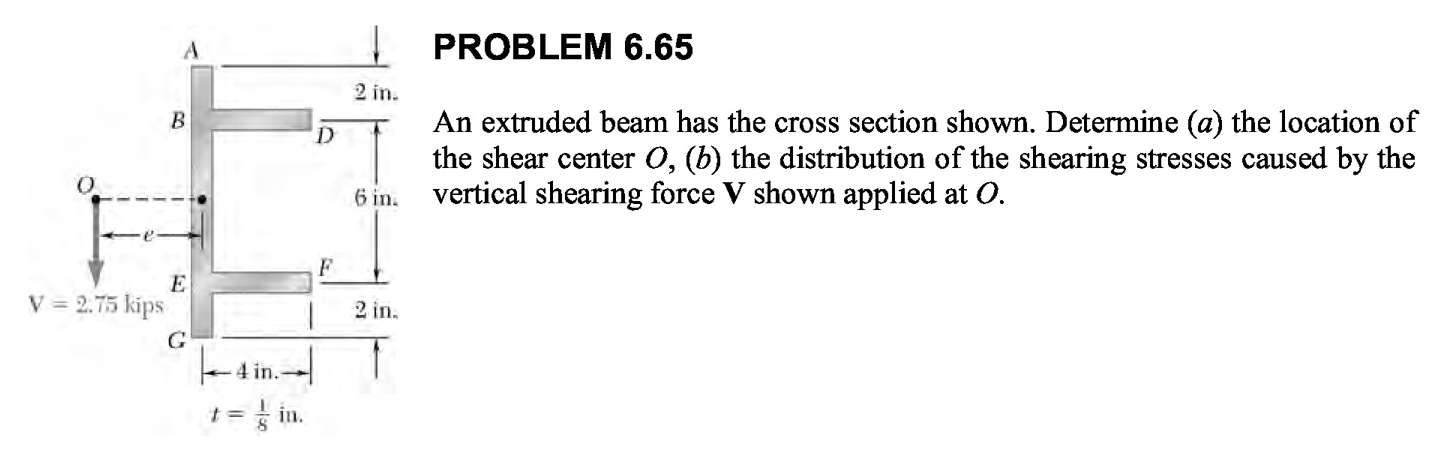 PROBLEM 6.65
An extruded beam has the cross section shown. Determine (a) the location of
the shear center O, (b) the distribution of the shearing stresses caused by the
vertical shearing force V shown applied at O.
A
2 in.
B
D
O
6 in.
e
F
E
V = 2.75 kips
2 in.
G
4 in.
t = 1/8 in.